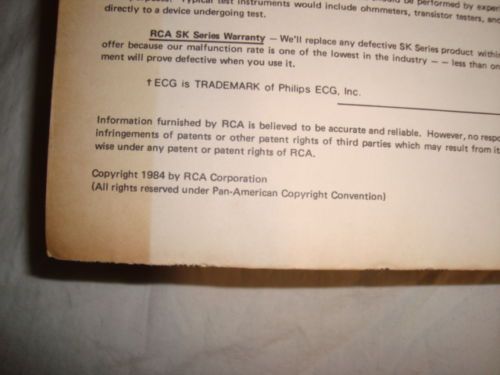 Typical test instruments would include ohmmeters, transistor testers, and
directly to a device undergoing test.
RCA SK Series Warranty — We'll replace any defective SK Series product within
offer because our malfunction rate is one of the lowest in the industry — — less than on
ment will prove defective when you use it.
† ECG is TRADEMARK of Philips ECG, Inc.
Information furnished by RCA is believed to be accurate and reliable. However, no resp
infringements of patents or other patent rights of third parties which may result from it
wise under any patent or patent rights of RCA.
Copyright 1984 by RCA Corporation
(All rights reserved under Pan-American Copyright Convention)